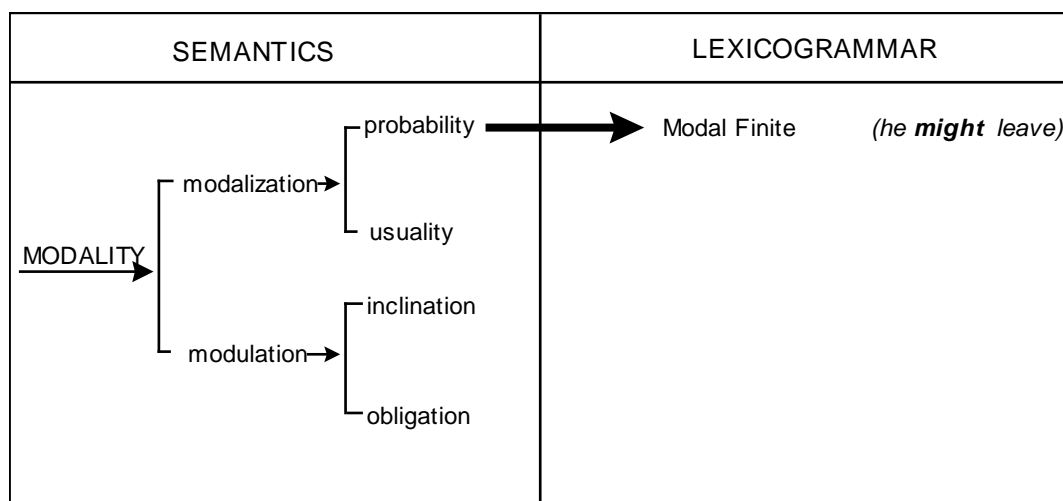 SEMANTICS
LEXICOGRAMMAR
probability
Modal Finite (he might leave)
modalization
usuality
MODALITY
inclination
modulation
obligation